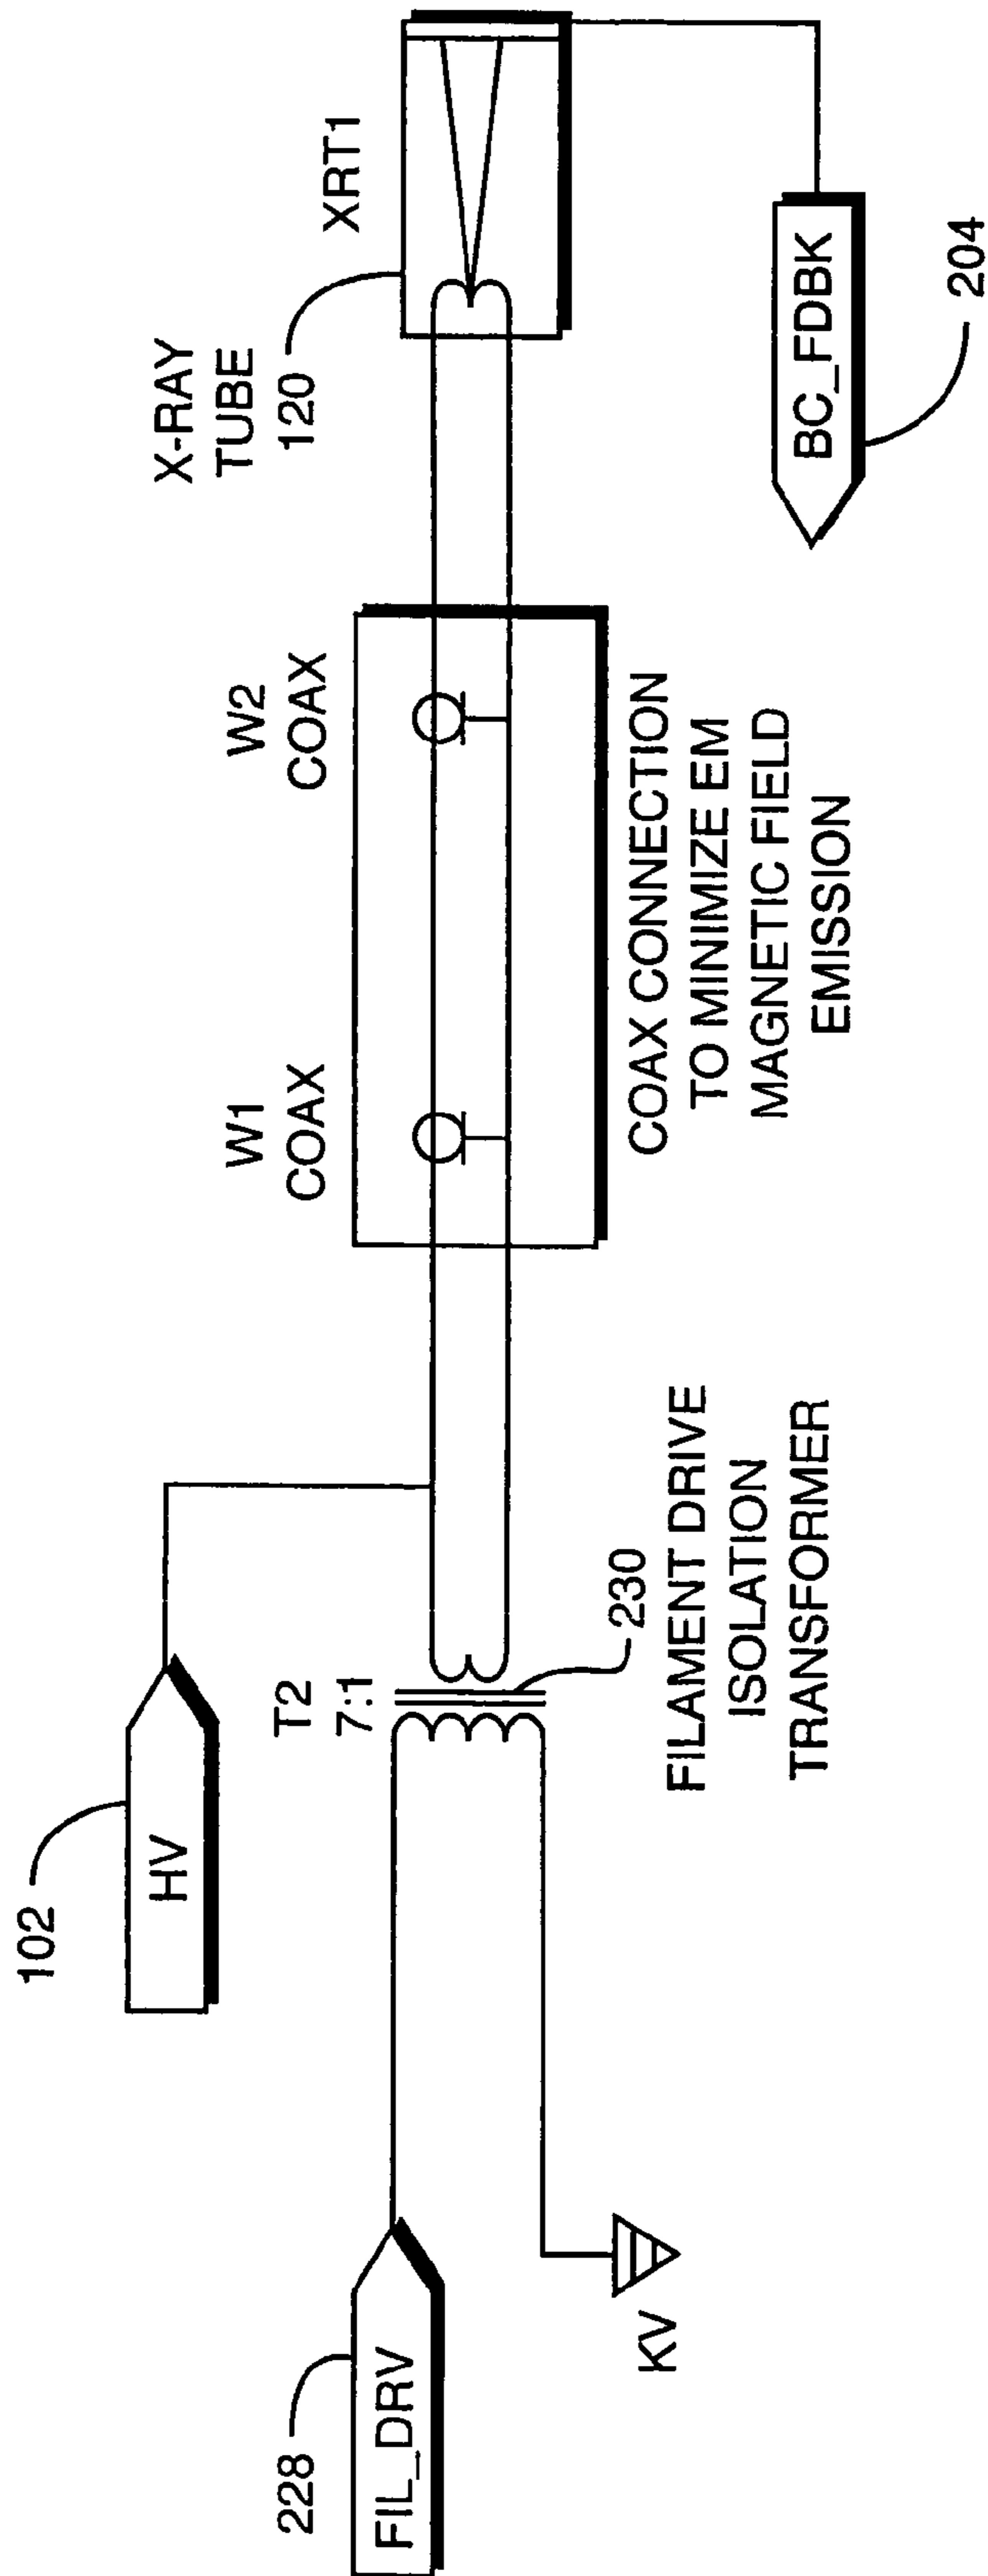 228
FIL_DRV
KV
102
HV
T2
7:1
230
FILAMENT DRIVE
ISOLATION
TRANSFORMER
W1
COAX
W2
COAX
COAX CONNECTION
TO MINIMIZE EM
MAGNETIC FIELD
EMISSION
X-RAY
TUBE
120
XRT1
BC_FDBK
204